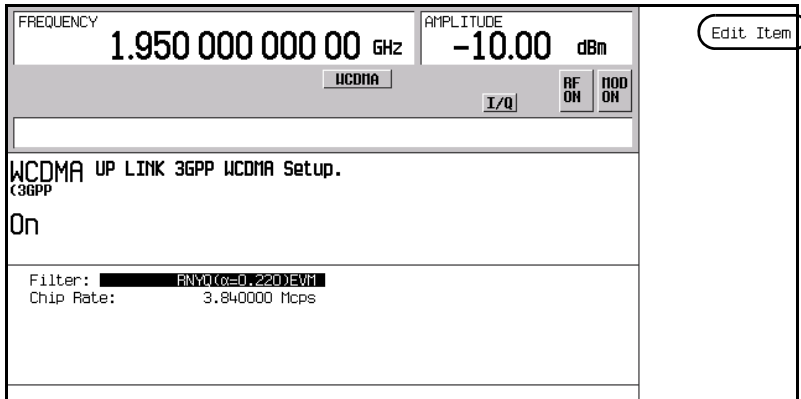 FREQUENCY
1.950 000 000 00 GHz
AMPLITUDE
-10.00 dBm
Edit Item
WCDMA
I/Q
RF ON
MOD ON
WCDMA UP LINK 3GPP WCDMA Setup.
(3GPP
On
Filter: RNYQ(α=0.220)EVM
Chip Rate: 3.840000 Mcps